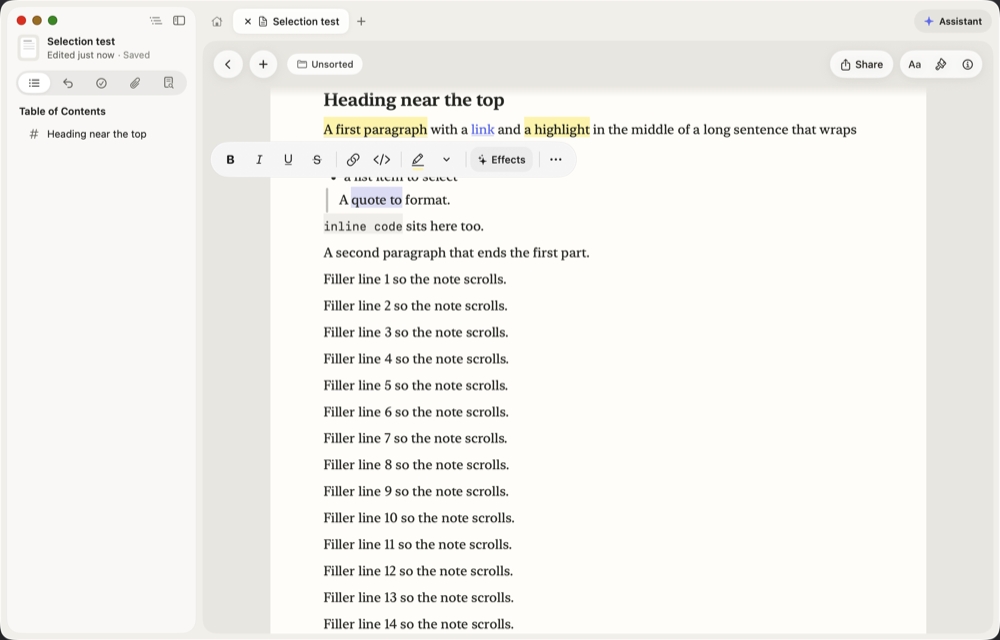 Selection test
Assistant
Selection test
Edited just now · Saved
Unsorted
Share
Aa
Table of Contents
# Heading near the top
Heading near the top
A first paragraph with a link and a highlight in the middle of a long sentence that wraps
B I U S </> Effects ...
• a list item to select
A quote to format.
inline code sits here too.
A second paragraph that ends the first part.
Filler line 1 so the note scrolls.
Filler line 2 so the note scrolls.
Filler line 3 so the note scrolls.
Filler line 4 so the note scrolls.
Filler line 5 so the note scrolls.
Filler line 6 so the note scrolls.
Filler line 7 so the note scrolls.
Filler line 8 so the note scrolls.
Filler line 9 so the note scrolls.
Filler line 10 so the note scrolls.
Filler line 11 so the note scrolls.
Filler line 12 so the note scrolls.
Filler line 13 so the note scrolls.
Filler line 14 so the note scrolls.